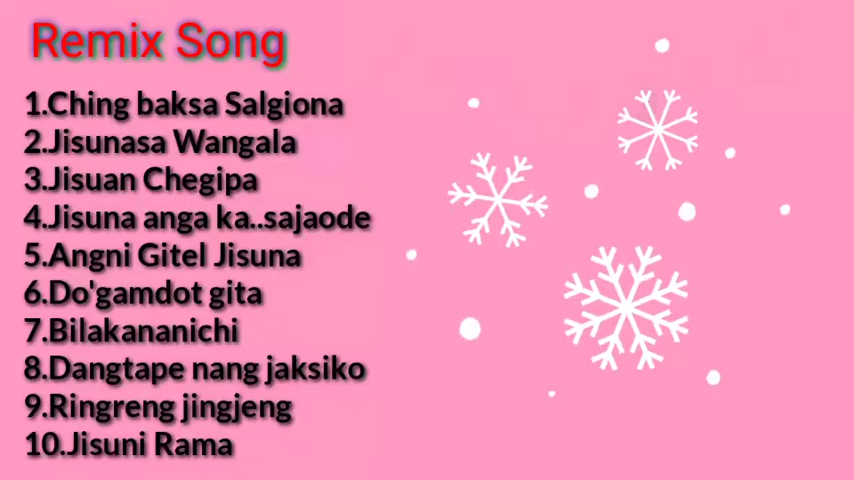 Remix Song
1.Ching baksa Salgiona
2.Jisunasa Wangala
3.Jisuan Chegipa
4.Jisuna anga ka..sajaode
5.Angni Gitel Jisuna
6.Do'gamdot gita
7.Bilakananichi
8.Dangtape nang jaksiko
9.Ringreng jingjeng
10.Jisuni Rama